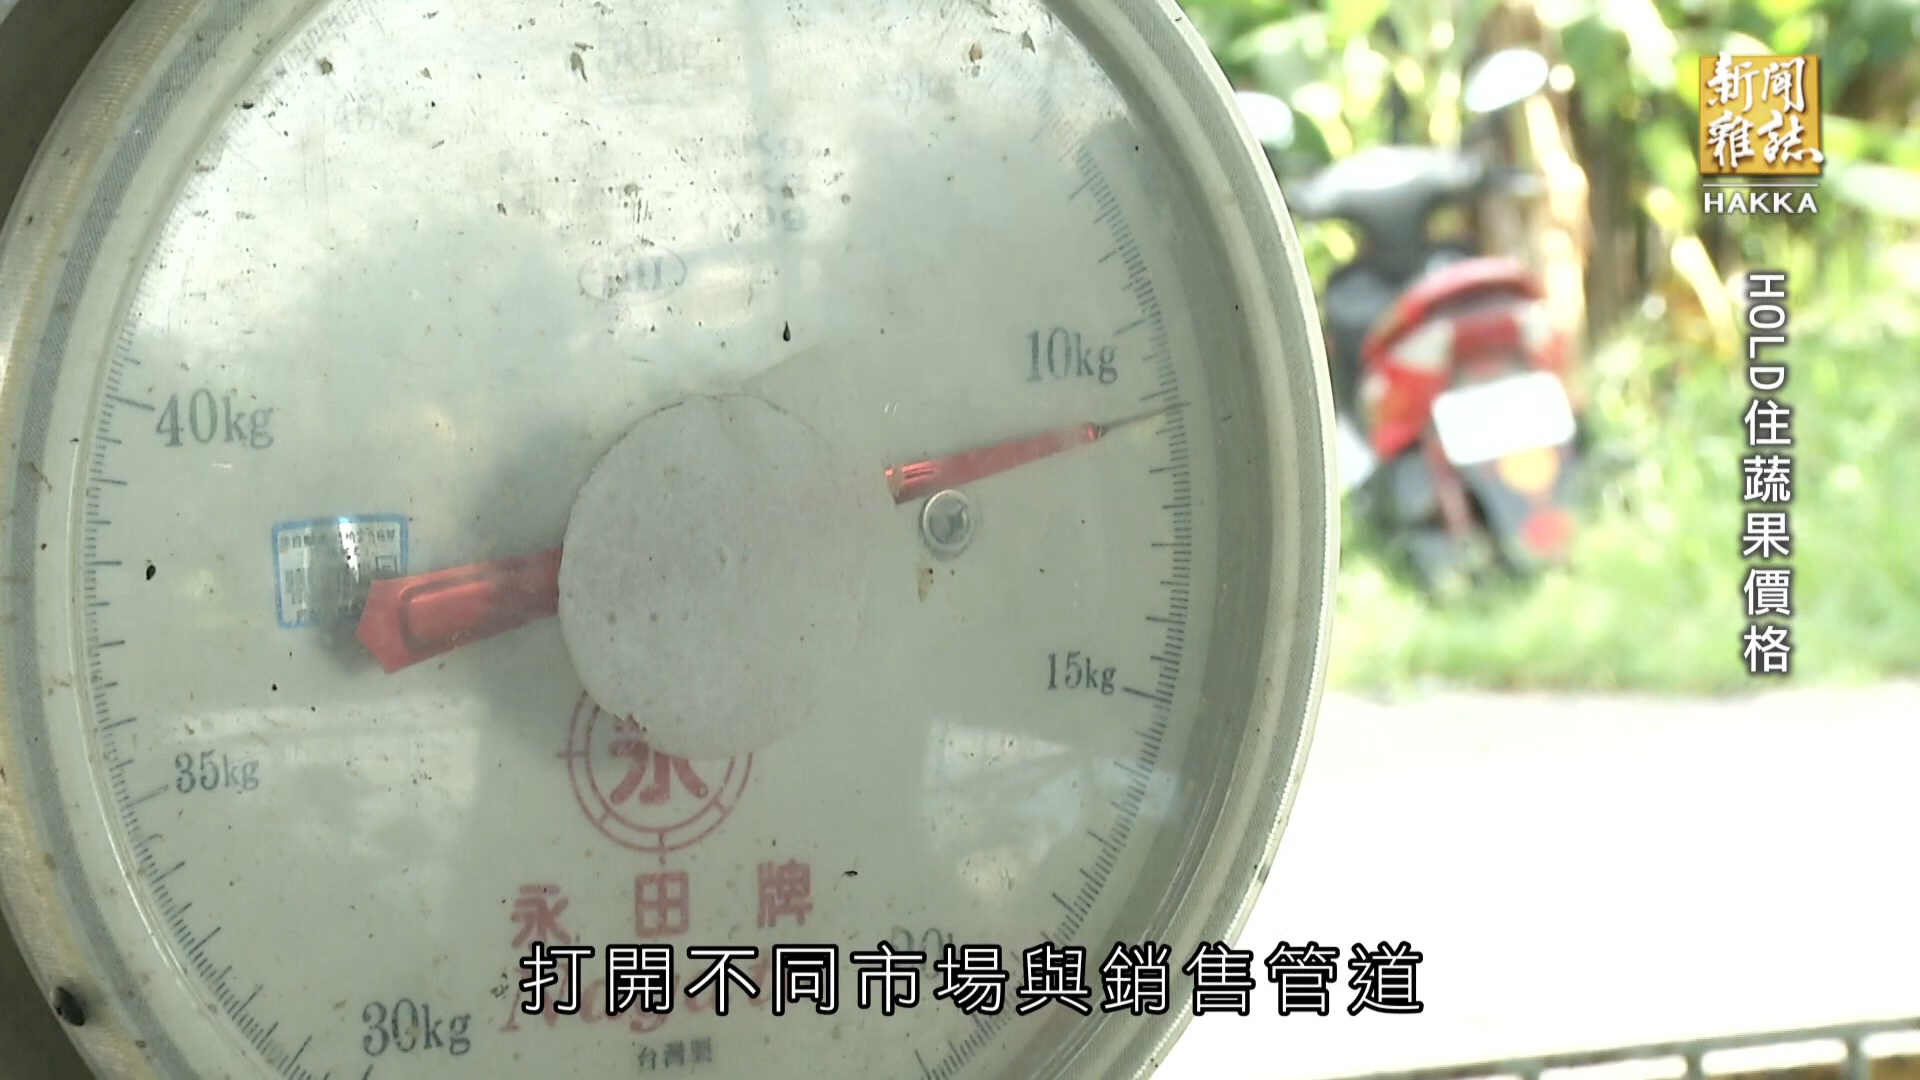 新聞
雜誌
HAKKA
HOLD住蔬果價格
10kg
40kg
15kg
35kg
永
永田牌
30kg
台灣製
打開不同市場與銷售管道